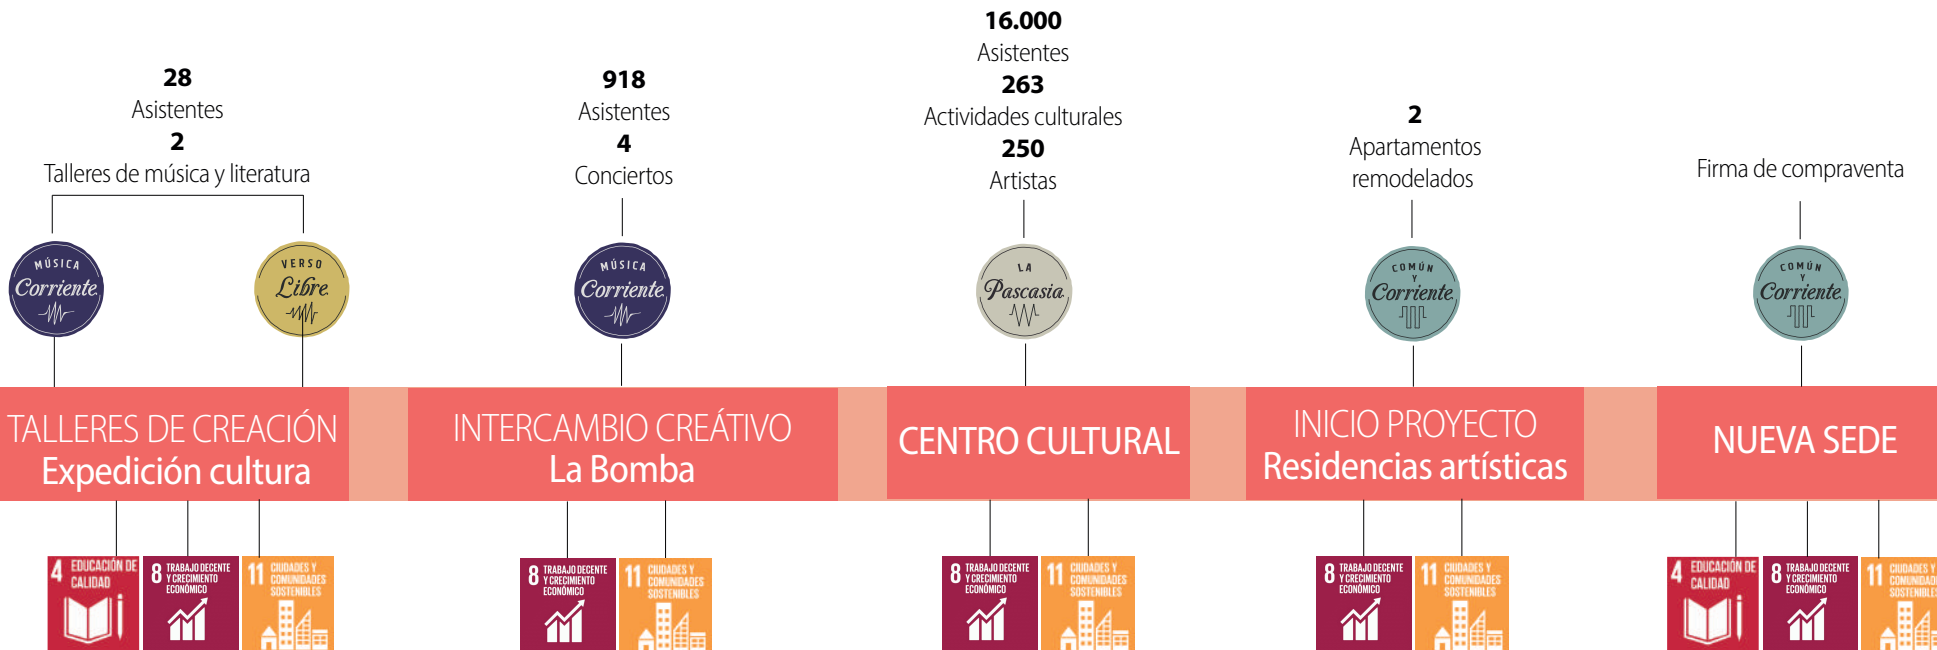 28
Asistentes
2
Talleres de música y literatura
MÚSICA
Corriente
VERSO
Libre
TALLERES DE CREACIÓN
Expedición cultura
4 EDUCACIÓN DE
CALIDAD
8 TRABAJO DECENTE
Y CRECIMIENTO
ECONÓMICO
11 CIUDADES Y
COMUNIDADES
SOSTENIBLES
918
Asistentes
4
Conciertos
MÚSICA
Corriente
INTERCAMBIO CREÁTIVO
La Bomba
8 TRABAJO DECENTE
Y CRECIMIENTO
ECONÓMICO
11 CIUDADES Y
COMUNIDADES
SOSTENIBLES
16.000
Asistentes
263
Actividades culturales
250
Artistas
LA
Pascasia
CENTRO CULTURAL
8 TRABAJO DECENTE
Y CRECIMIENTO
ECONÓMICO
11 CIUDADES Y
COMUNIDADES
SOSTENIBLES
2
Apartamentos
remodelados
COMÚN
Y
Corriente
INICIO PROYECTO
Residencias artísticas
8 TRABAJO DECENTE
Y CRECIMIENTO
ECONÓMICO
11 CIUDADES Y
COMUNIDADES
SOSTENIBLES
Firma de compraventa
COMÚN
Y
Corriente
NUEVA SEDE
4 EDUCACIÓN DE
CALIDAD
8 TRABAJO DECENTE
Y CRECIMIENTO
ECONÓMICO
11 CIUDADES Y
COMUNIDADES
SOSTENIBLES